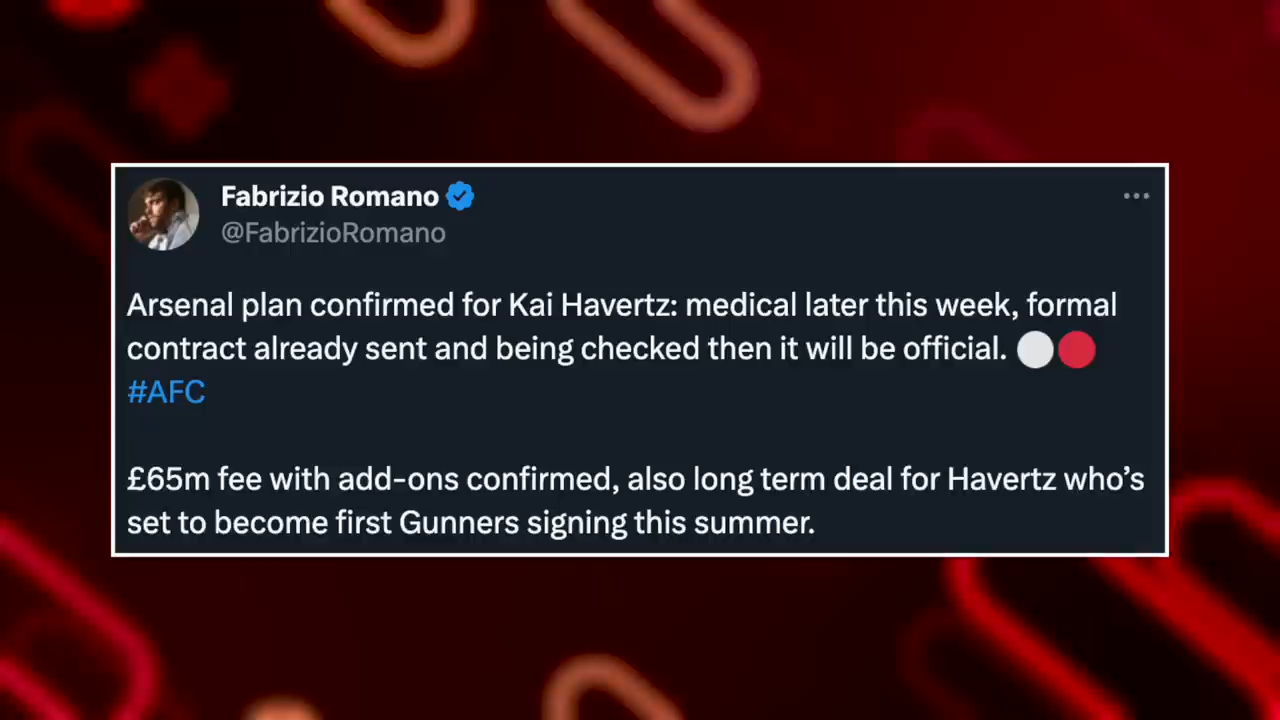 Fabrizio Romano
@FabrizioRomano
Arsenal plan confirmed for Kai Havertz: medical later this week, formal
contract already sent and being checked then it will be official. ⚪🔴
#AFC
£65m fee with add-ons confirmed, also long term deal for Havertz who’s
set to become first Gunners signing this summer.